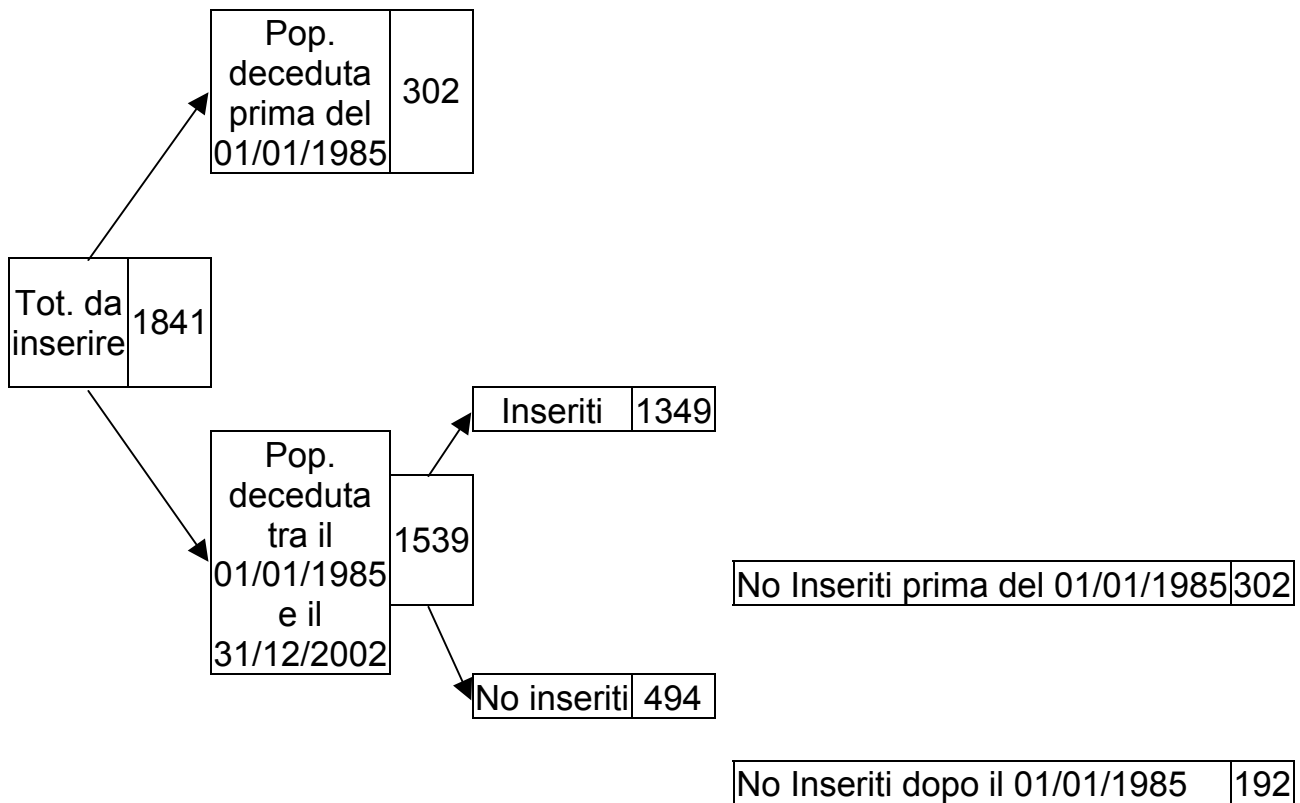 Pop.
deceduta
prima del
01/01/1985
302
Tot. da
inserire
1841
Inseriti
1349
Pop.
deceduta
tra il
01/01/1985
e il
31/12/2002
1539
No Inseriti prima del 01/01/1985 302
No inseriti 494
No Inseriti dopo il 01/01/1985 192